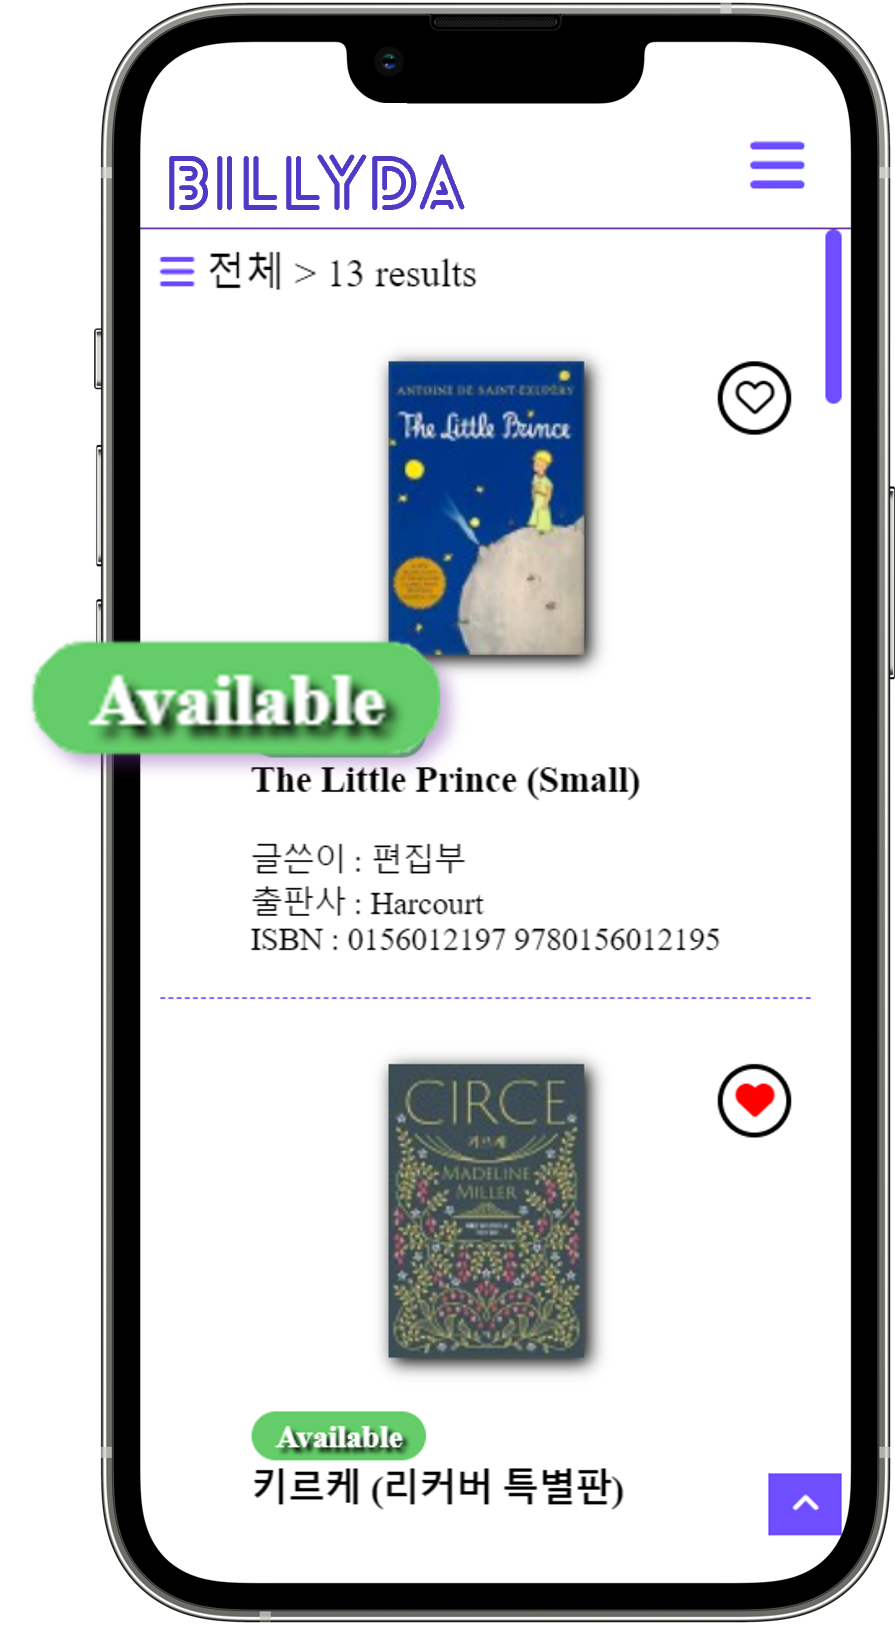 BILLYDA
전체 > 13 results
ANTOINE DE SAINT-EXUPÉRY
The Little Prince
Available
The Little Prince (Small)
글쓴이 : 편집부
출판사 : Harcourt
ISBN : 0156012197 9780156012195
CIRCE
키르케
MADELINE
MILLER
Available
키르케 (리커버 특별판)